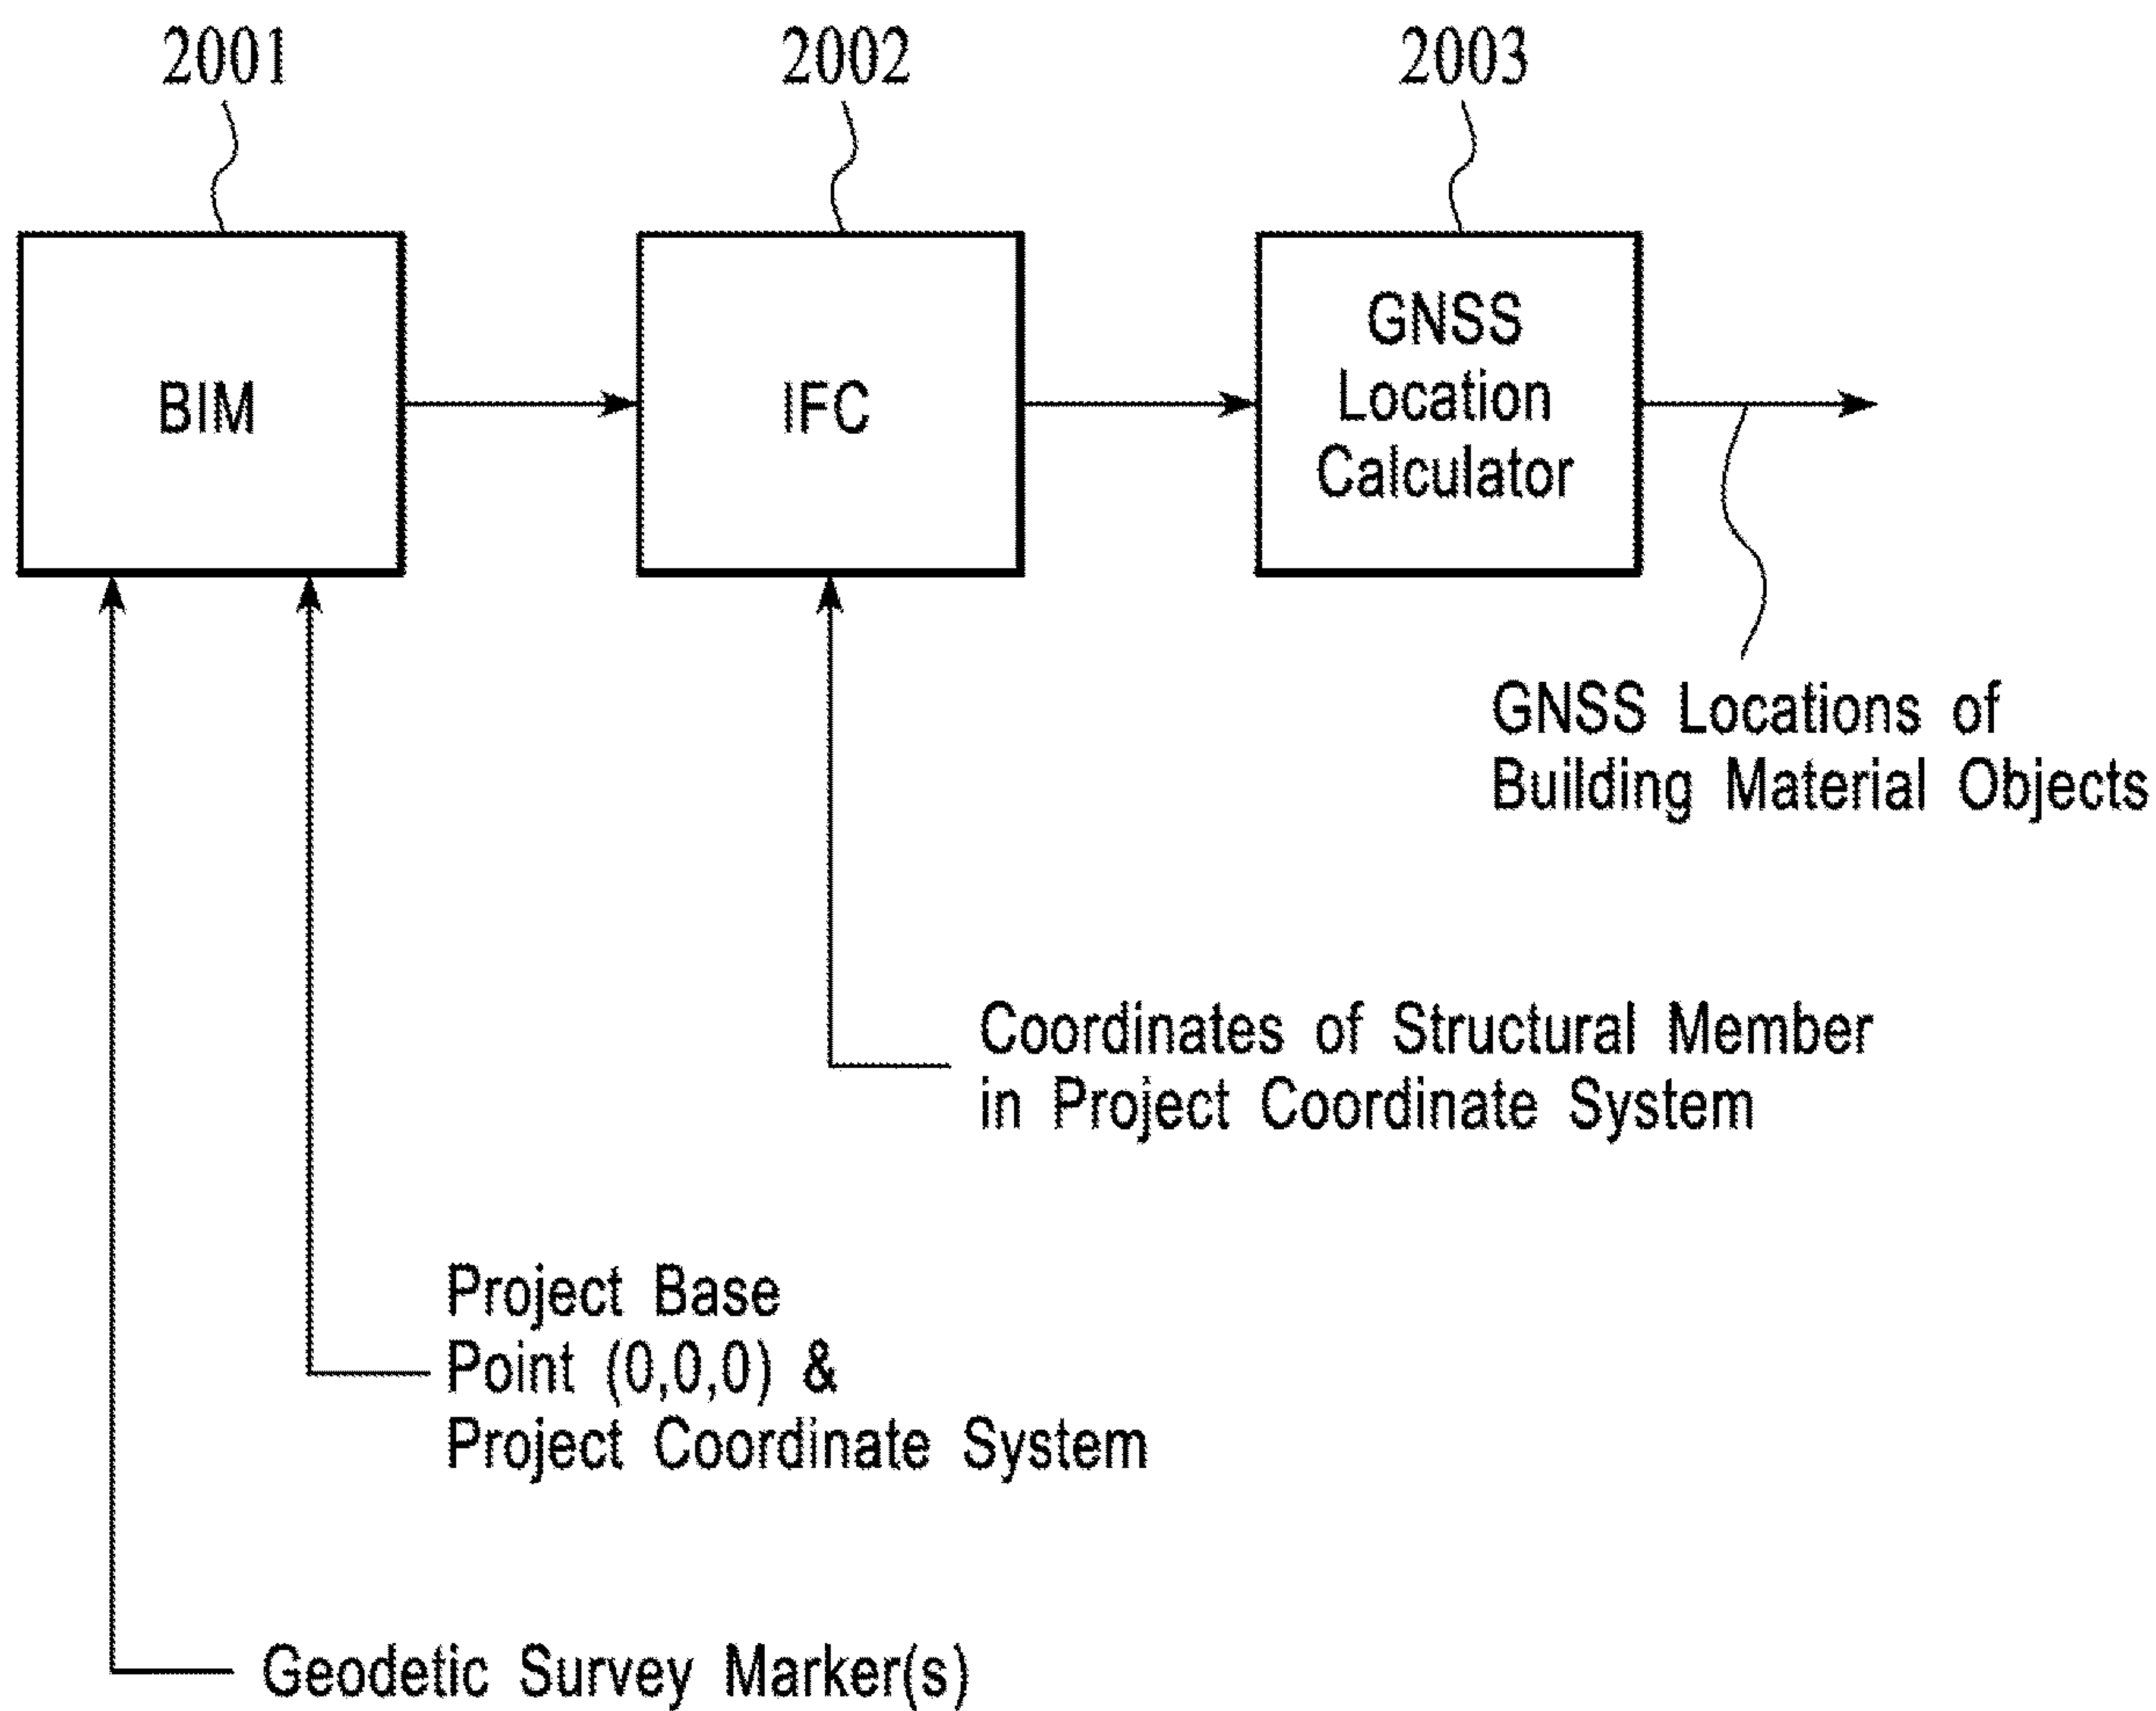 2001
2002
2003
BIM
IFC
GNSS
Location
Calculator
GNSS Locations of
Building Material Objects
Coordinates of Structural Member
in Project Coordinate System
Project Base
Point (0,0,0) &
Project Coordinate System
Geodetic Survey Marker(s)